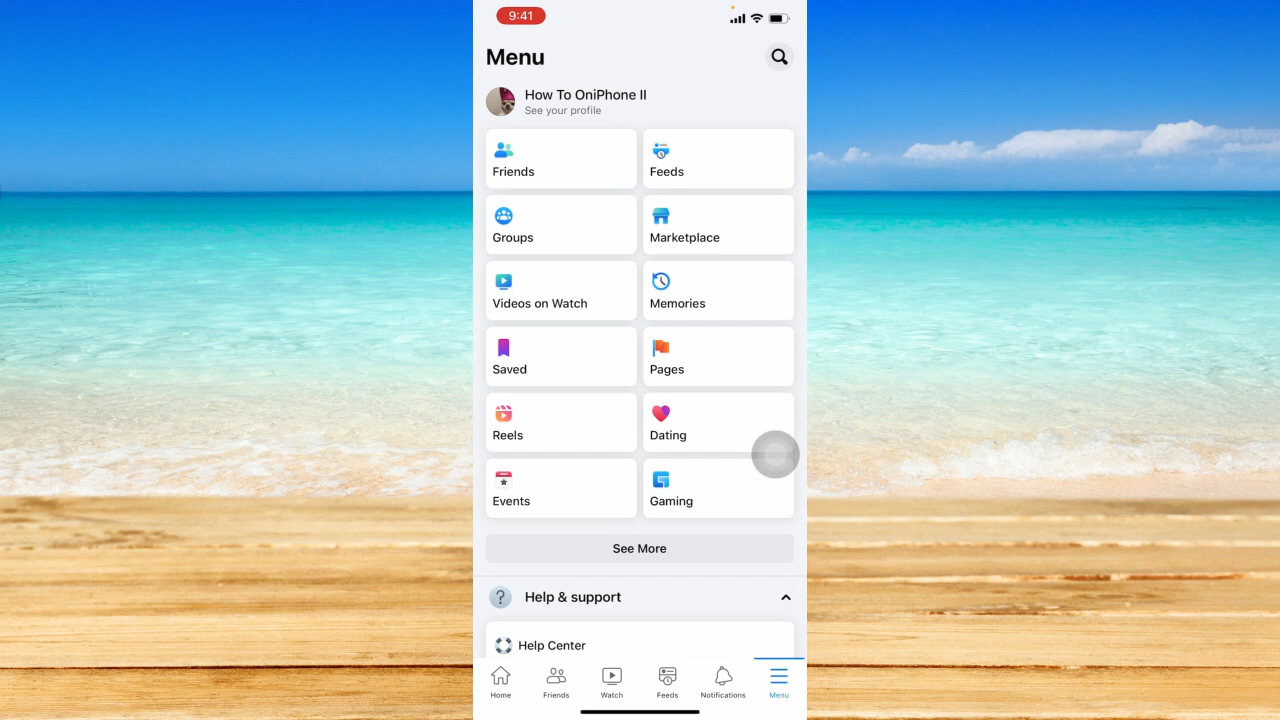 9:41
Menu
How To OniPhone II
See your profile
Friends
Feeds
Groups
Marketplace
Videos on Watch
Memories
Saved
Pages
Reels
Dating
Events
Gaming
See More
?
Help & support
Help Center
Home
Friends
Watch
Feeds
Notifications
Menu